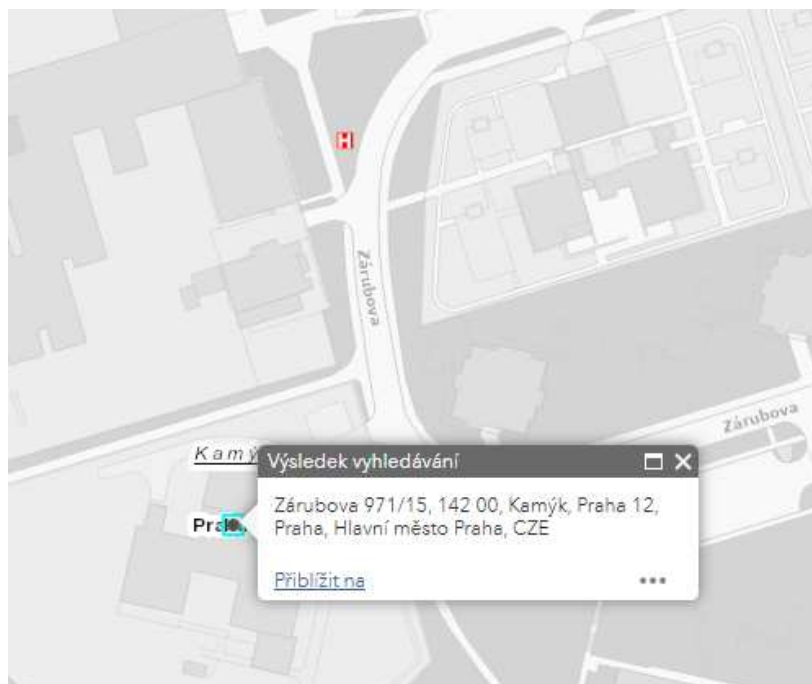 H
Zárubova
Zárubova
Kamý
Výsledek vyhledávání
Zárubova 971/15, 142 00, Kamýk, Praha 12,
Praha, Hlavní město Praha, CZE
Přiblížit na